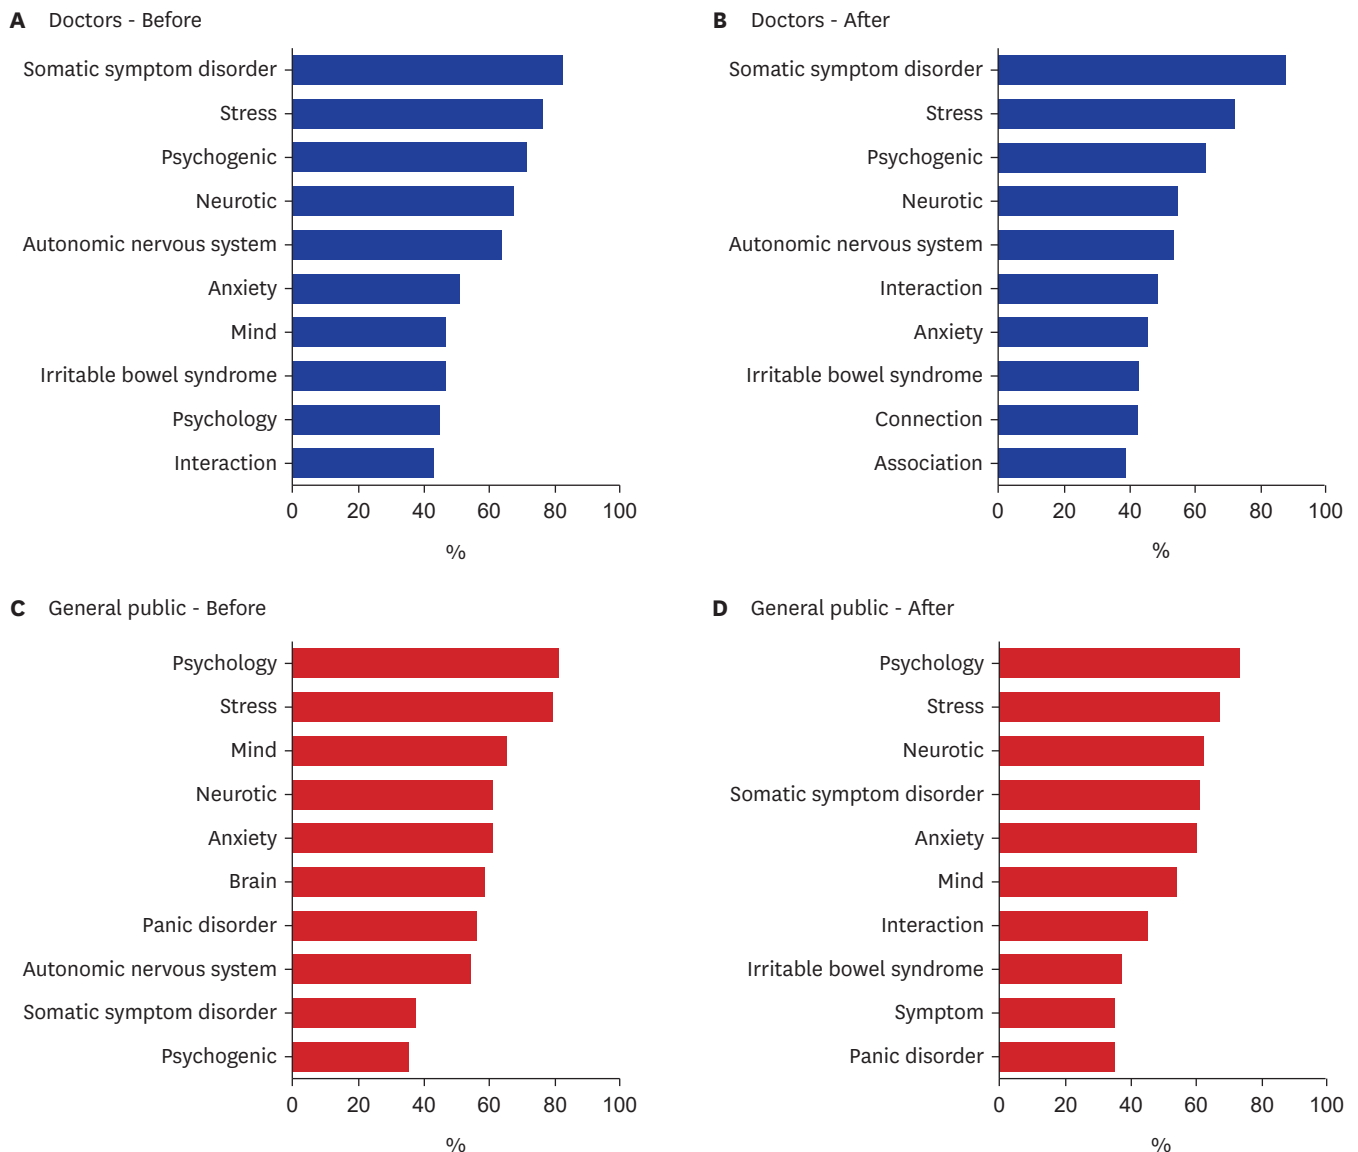 A Doctors - Before
Somatic symptom disorder
Stress
Psychogenic
Neurotic
Autonomic nervous system
Anxiety
Mind
Irritable bowel syndrome
Psychology
Interaction
0 20 40 60 80 100
%
B Doctors - After
Somatic symptom disorder
Stress
Psychogenic
Neurotic
Autonomic nervous system
Interaction
Anxiety
Irritable bowel syndrome
Connection
Association
0 20 40 60 80 100
%
C General public - Before
Psychology
Stress
Mind
Neurotic
Anxiety
Brain
Panic disorder
Autonomic nervous system
Somatic symptom disorder
Psychogenic
0 20 40 60 80 100
%
D General public - After
Psychology
Stress
Neurotic
Somatic symptom disorder
Anxiety
Mind
Interaction
Irritable bowel syndrome
Symptom
Panic disorder
0 20 40 60 80 100
%